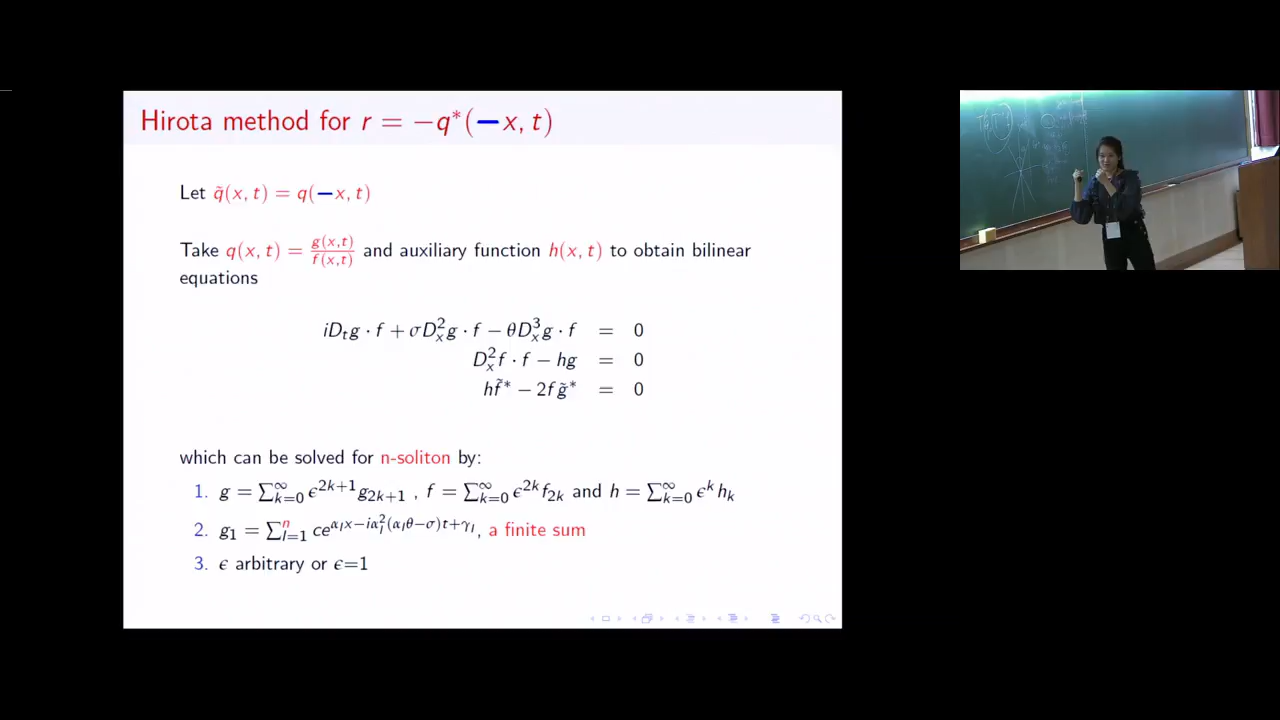 Hirota method for r = −q*(−x, t)
Let q̃(x, t) = q(−x, t)
Take q(x, t) = g(x,t)/f(x,t) and auxiliary function h(x, t) to obtain bilinear
equations
iD_t g · f + σD_x^2 g · f − θD_x^3 g · f = 0
D_x^2 f · f − hg = 0
hf̃* − 2fg̃* = 0
which can be solved for n-soliton by:
1. g = ∑_{k=0}^∞ ϵ^{2k+1} g_{2k+1} , f = ∑_{k=0}^∞ ϵ^{2k} f_{2k} and h = ∑_{k=0}^∞ ϵ^k h_k
2. g_1 = ∑_{l=1}^n ce^{α_l x−iα_l^2(α_l θ−σ)t+γ_l}, a finite sum
3. ϵ arbitrary or ϵ=1